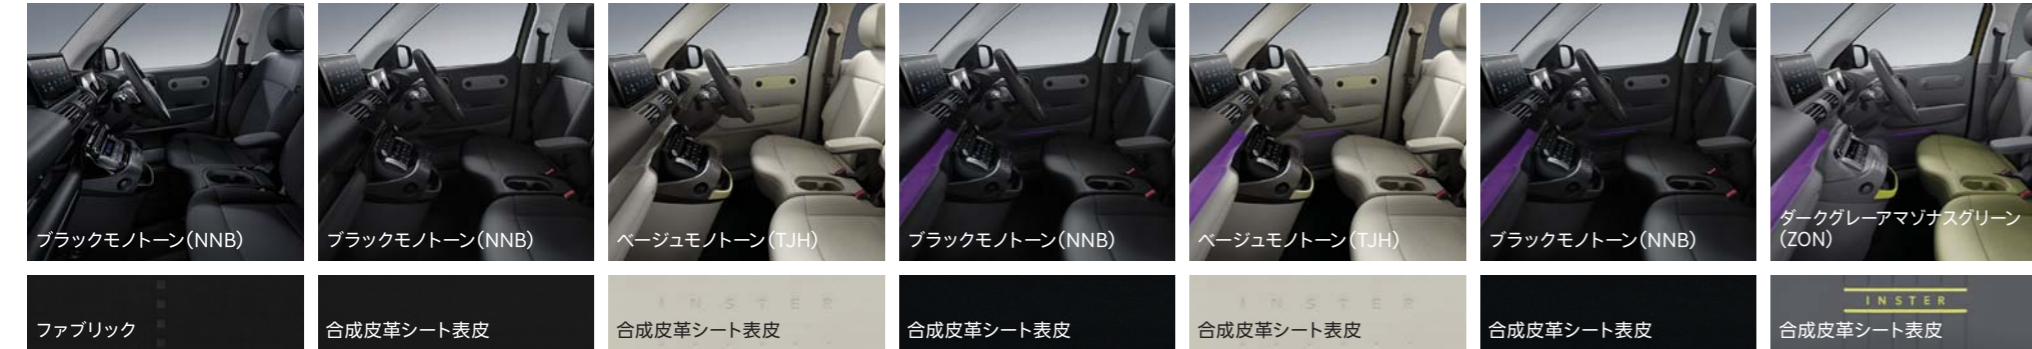 ブラックモノトーン(NNB)
ブラックモノトーン(NNB)
ベージュモノトーン(TJH)
ブラックモノトーン(NNB)
ベージュモノトーン(TJH)
ブラックモノトーン(NNB)
ダークグレーアマゾナスグリーン
(ZON)
ファブリック
合成皮革シート表皮
INSTER
合成皮革シート表皮
合成皮革シート表皮
INSTER
合成皮革シート表皮
合成皮革シート表皮
INSTER
合成皮革シート表皮